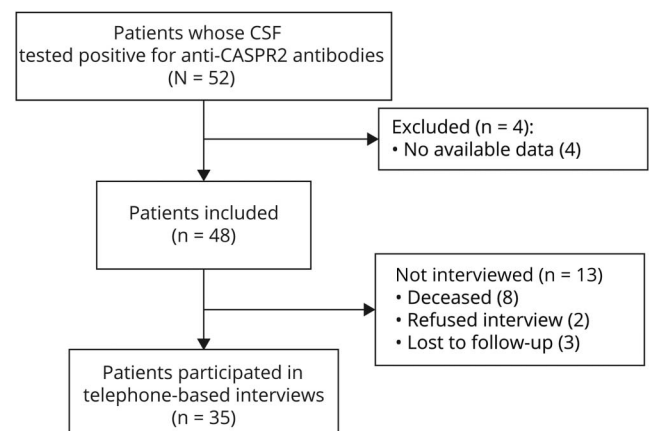 Patients whose CSF
tested positive for anti-CASPR2 antibodies
(N = 52)
Excluded (n = 4):
• No available data (4)
Patients included
(n = 48)
Not interviewed (n = 13)
• Deceased (8)
• Refused interview (2)
• Lost to follow-up (3)
Patients participated in
telephone-based interviews
(n = 35)